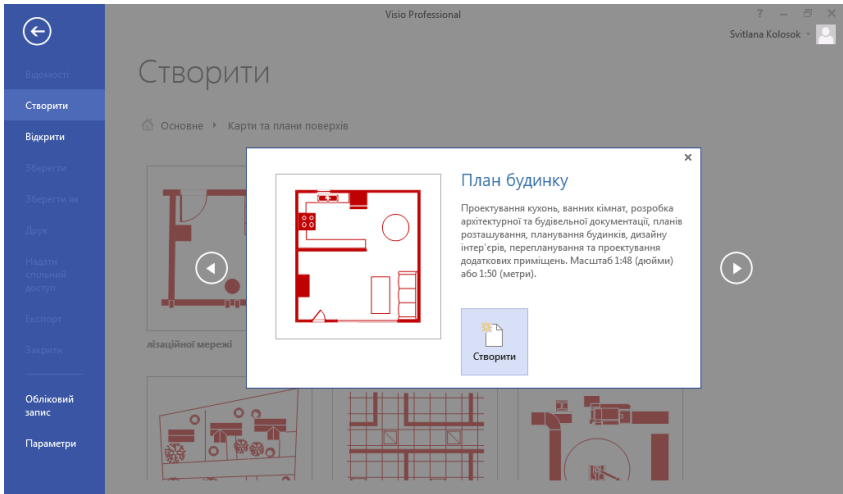 Visio Professional
?
Svitlana Kolosok
Відомості
Створити
Відкрити
Зберегти
Зберегти як
Друк
Надати
спільний
доступ
Експорт
Закрити
Обліковий
запис
Параметри
Створити
Основне
Карти та плани поверхів
лізаційної мережі
План будинку
Проектування кухонь, ванних кімнат, розробка
архітектурної та будівельної документації, планів
розташування, планування будинків, дизайну
інтер'єрів, перепланування та проектування
додаткових приміщень. Масштаб 1:48 (дюйми)
або 1:50 (метри).
Створити